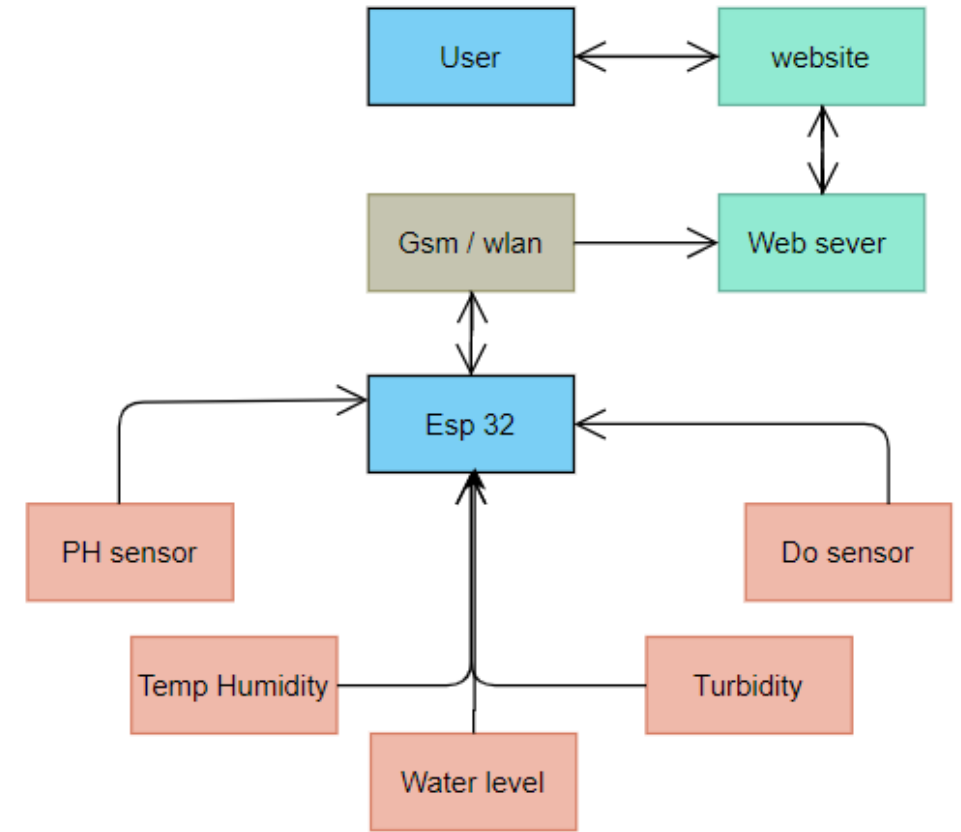 User
website
Gsm / wlan
Web sever
Esp 32
PH sensor
Do sensor
Temp Humidity
Turbidity
Water level